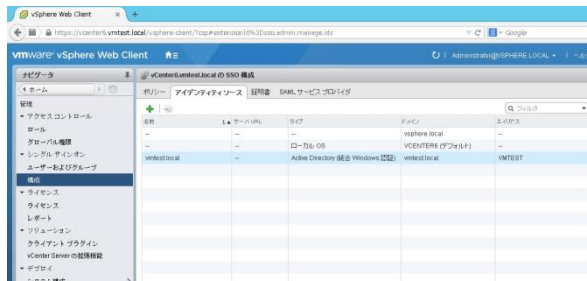 vSphere Web Client
https://vcenter6.vmtest.local/vsphere-client/?csp#extensionId%3Dsso.admin.manage.ids
Google
vmware® vSphere Web Client
Administrator@VSPHERE.LOCAL
ナビゲータ
vCenter6.vmtest.local の SSO 構成
ホーム
ポリシー アイデンティティ ソース 証明書 SAML サービス プロバイダ
管理
フィルタ
アクセス コントロール
名前 1▲ サーバ URL タイプ ドメイン エイリアス
ロール
-- -- -- vsphere.local --
グローバル権限
-- -- ローカル OS VCENTER6 (デフォルト) --
シングル サインオン
vmtest.local -- Active Directory (統合 Windows 認証) vmtest.local VMTEST
ユーザーおよびグループ
構成
ライセンス
ライセンス
レポート
ソリューション
クライアント プラグイン
vCenter Server の拡張機能
デプロイ